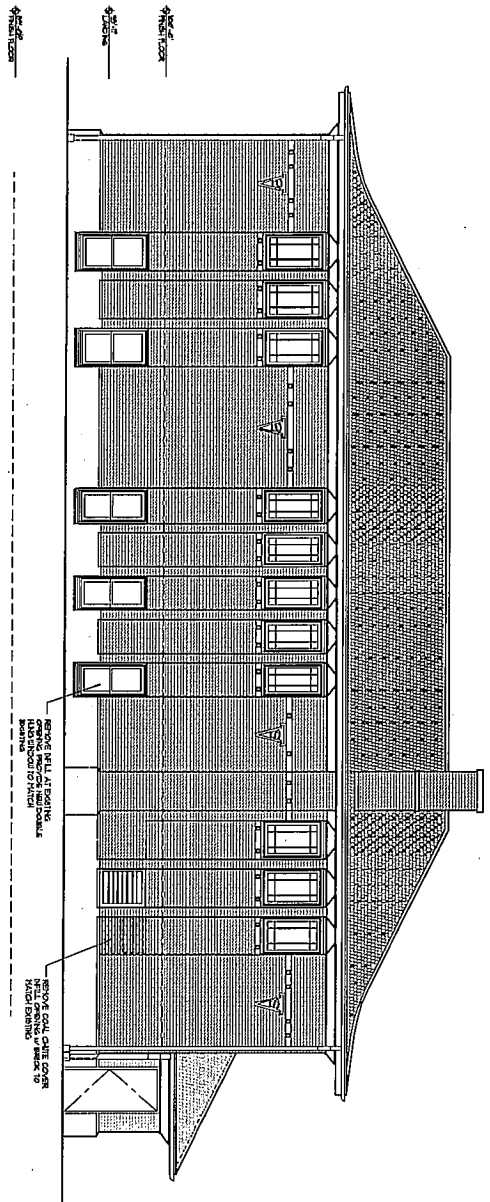 FINISH FLOOR
LANDING
FINISH FLOOR
REMOVE INFILL AT EXISTING
OPENING PROVIDE NEW DOUBLE
HUNG WINDOW TO MATCH
EXISTING
REMOVE COAL CHUTE COVER
INFILL OPENING W/ BRICK TO
MATCH EXISTING